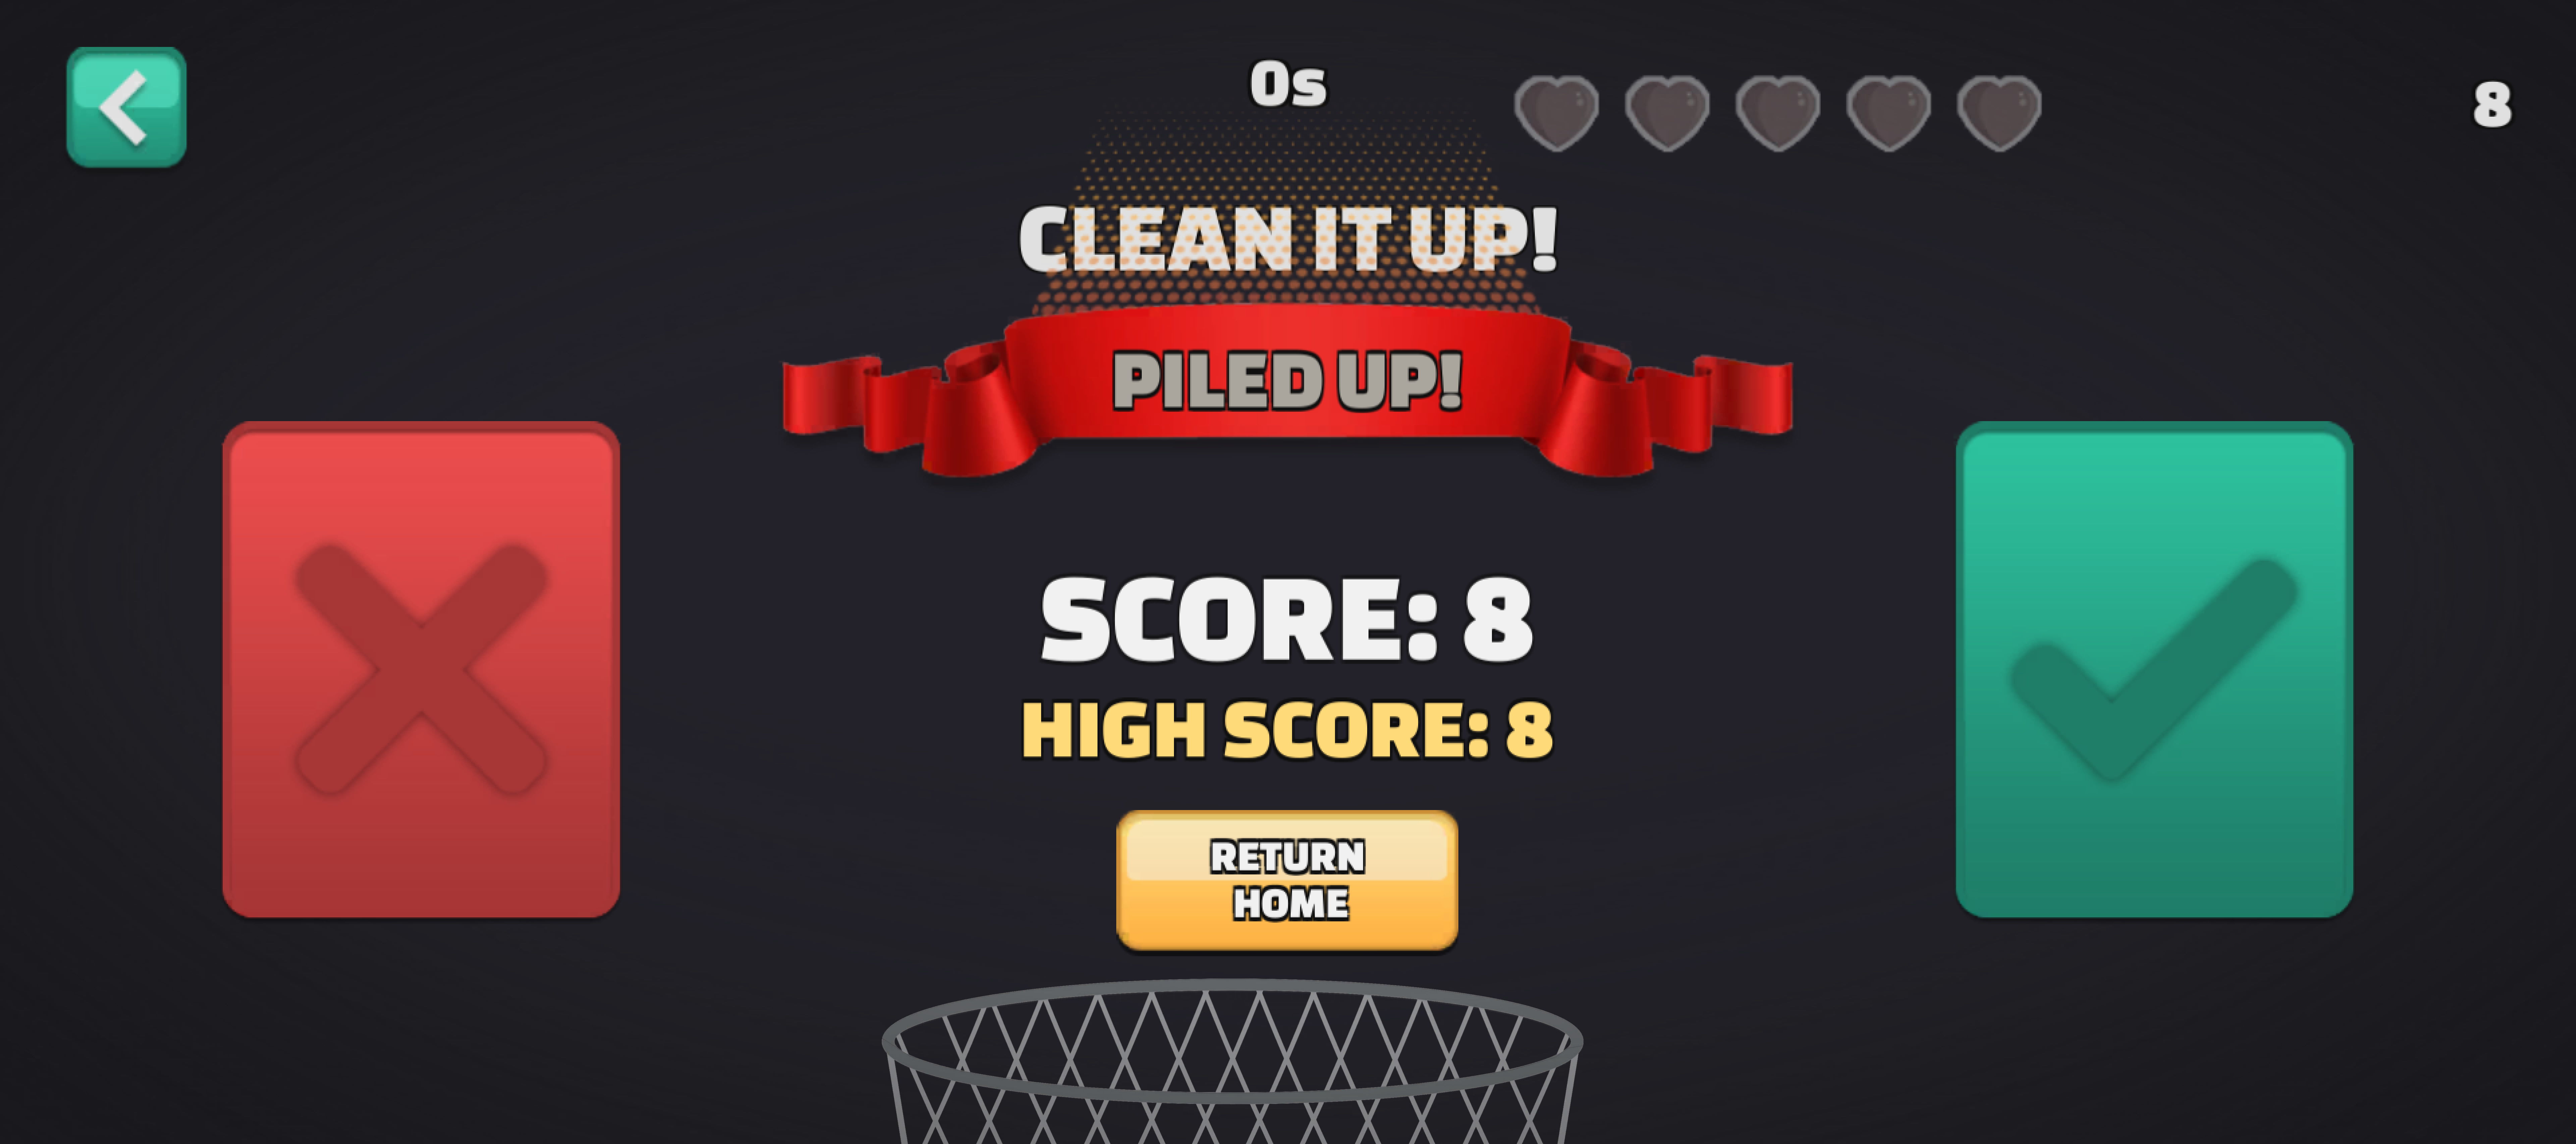 0s
8
CLEAN IT UP!
PILED UP!
SCORE: 8
HIGH SCORE: 8
RETURN
HOME